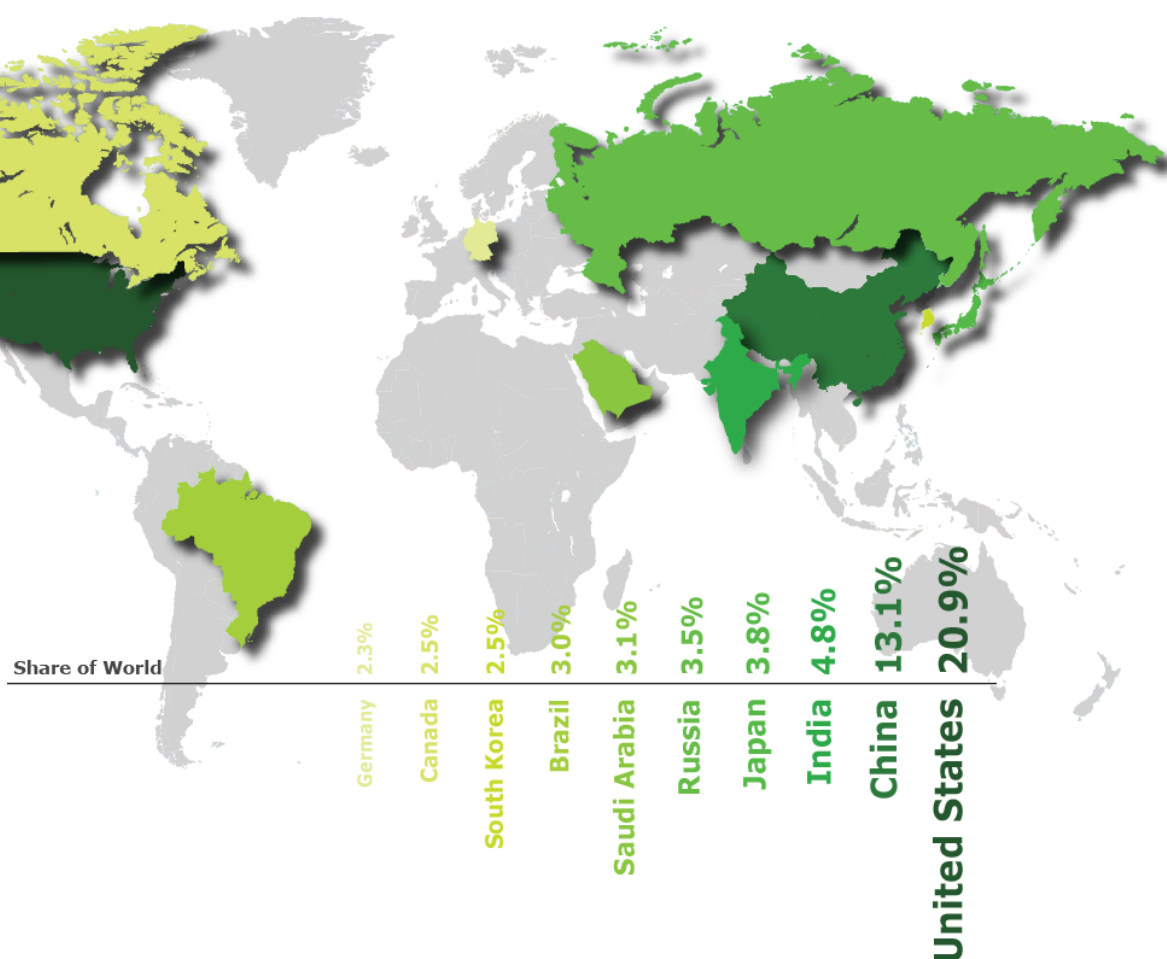 Share of World
Germany 2.3%
Canada 2.5%
South Korea 2.5%
Brazil 3.0%
Saudi Arabia 3.1%
Russia 3.5%
Japan 3.8%
India 4.8%
China 13.1%
United States 20.9%